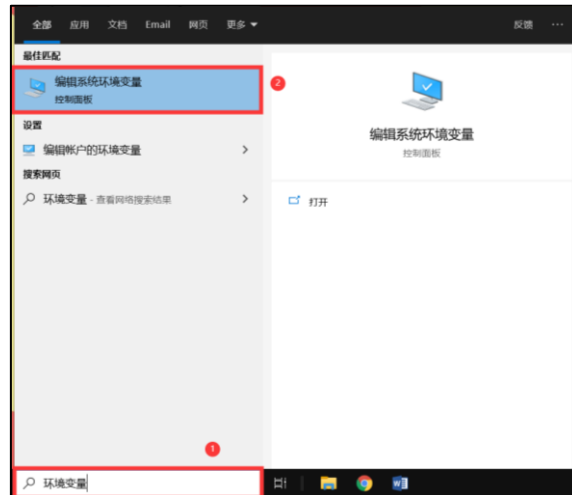 全部 应用 文档 Email 网页 更多 反馈 ···
最佳匹配
编辑系统环境变量
控制面板
2
编辑系统环境变量
控制面板
设置
编辑帐户的环境变量
搜索网页
环境变量 - 查看网络搜索结果
打开
1
环境变量